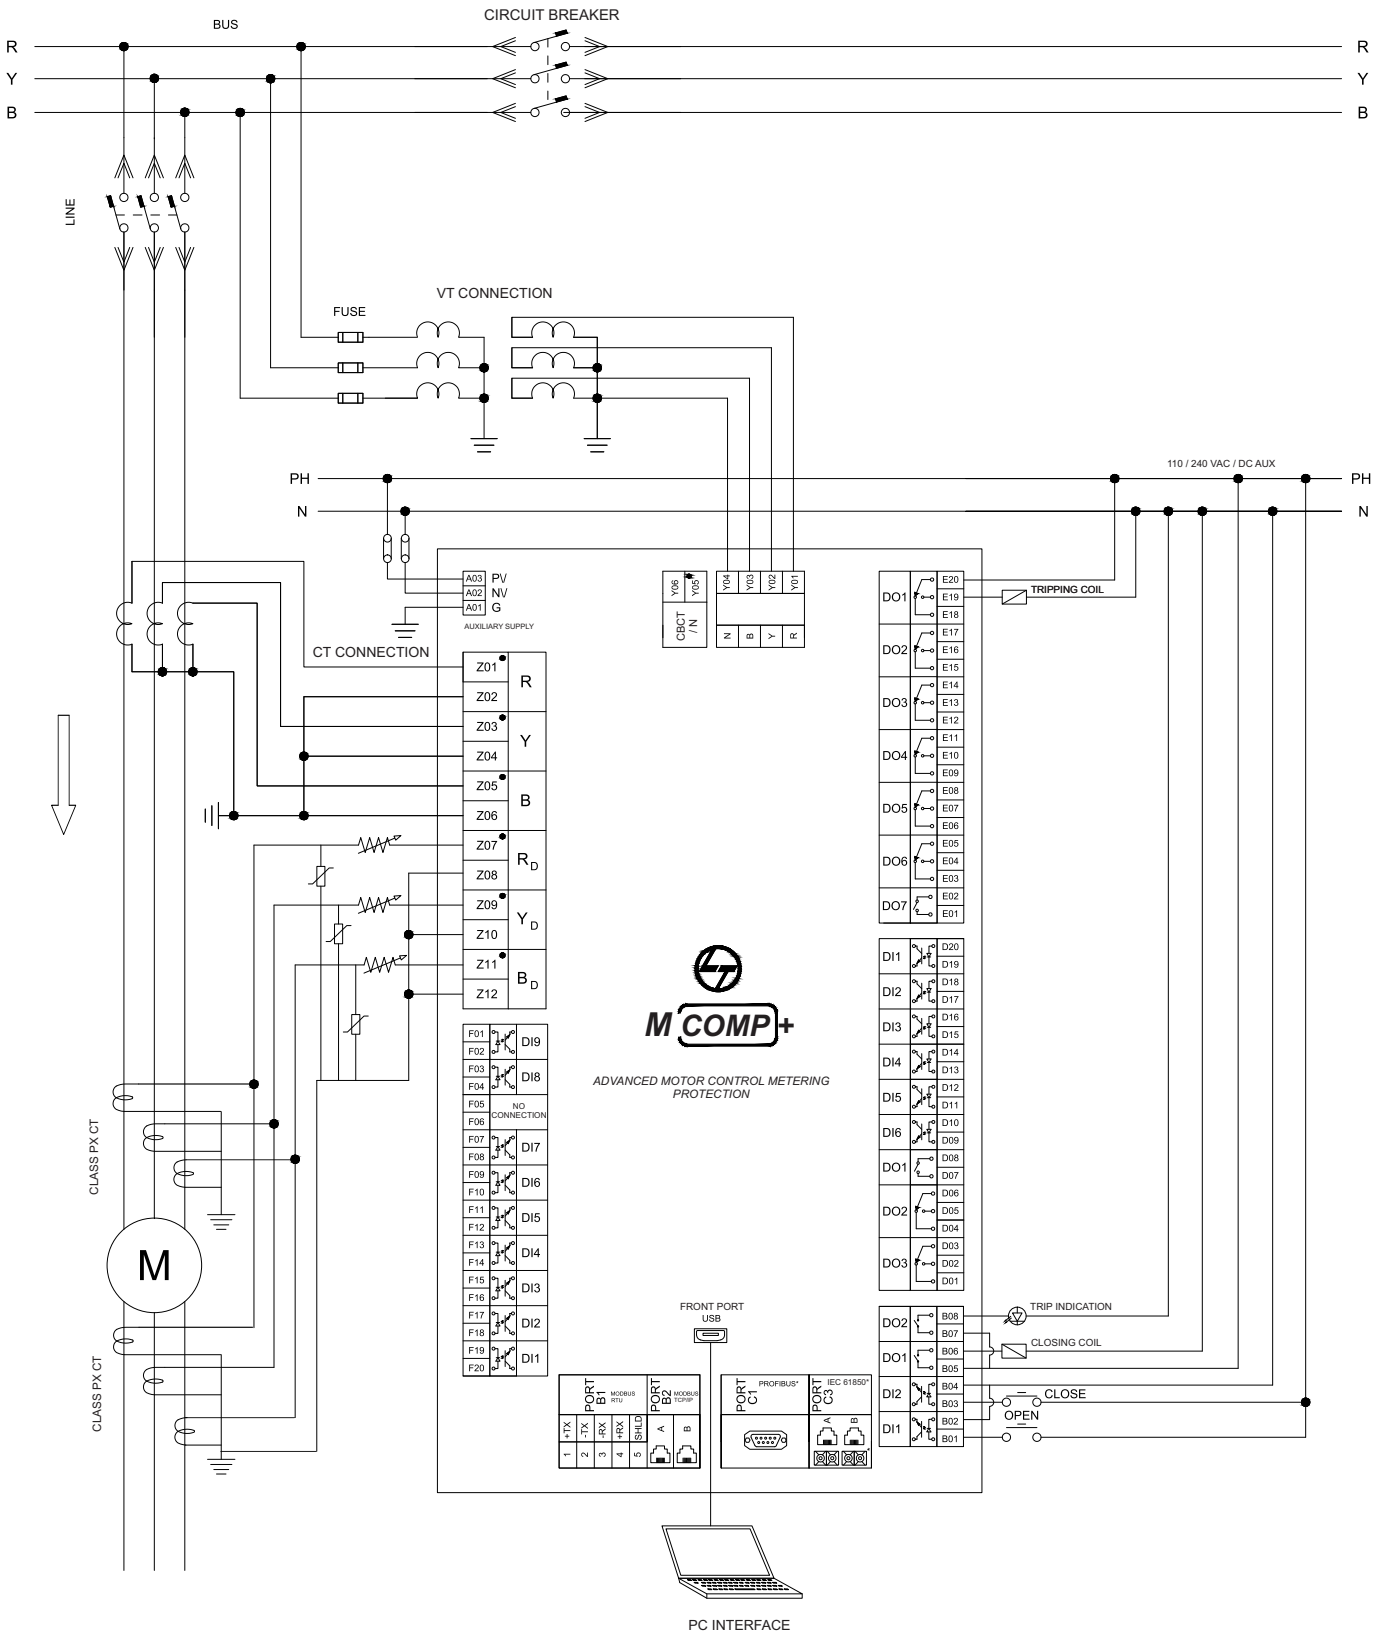 CIRCUIT BREAKER
BUS
R
R
Y
Y
B
B
LINE
VT CONNECTION
FUSE
110 / 240 VAC / DC AUX
PH
PH
N
N
A03 PV
A02 NV
A01 G
AUXILIARY SUPPLY
Y06
Y05
CBCT / N
Y04
Y03
Y02
Y01
N
B
Y
R
CT CONNECTION
Z01
Z02
R
Z03
Z04
Y
Z05
Z06
B
Z07
Z08
RD
Z09
Z10
YD
Z11
Z12
BD
F01
F02
DI9
F03
F04
DI8
F05
F06
NO
CONNECTION
F07
F08
DI7
F09
F10
DI6
F11
F12
DI5
F13
F14
DI4
F15
F16
DI3
F17
F18
DI2
F19
F20
DI1
LT
M COMP +
ADVANCED MOTOR CONTROL METERING
PROTECTION
DO1
E20
E19
E18
TRIPPING COIL
DO2
E17
E16
E15
DO3
E14
E13
E12
DO4
E11
E10
E09
DO5
E08
E07
E06
DO6
E05
E04
E03
DO7
E02
E01
DI1
D20
D19
DI2
D18
D17
DI3
D16
D15
DI4
D14
D13
DI5
D12
D11
DI6
D10
D09
DO1
D08
D07
DO2
D06
D05
D04
DO3
D03
D02
D01
DO2
B08
B07
TRIP INDICATION
DO1
B06
B05
CLOSING COIL
DI2
B04
B03
CLOSE
DI1
B02
B01
OPEN
CLASS PX CT
M
CLASS PX CT
FRONT PORT
USB
PORT
B1
MODBUS
RTU
PORT
B2
MODBUS
TCP/IP
+TX
-TX
-RX
+RX
SHLD
A
B
1
2
3
4
5
PORT
C1
PROFIBUS*
PORT
C3
IEC 61850*
A
B
*
PC INTERFACE